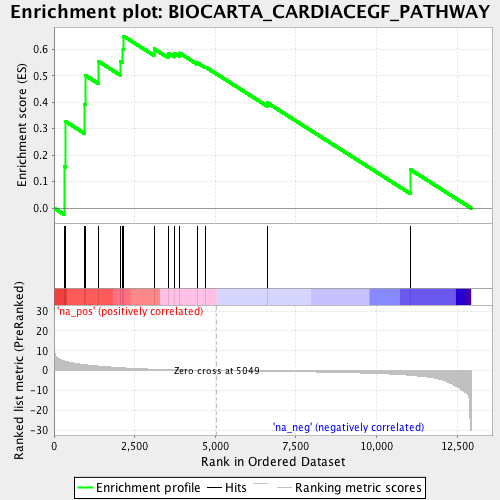 Enrichment plot: BIOCARTA_CARDIACEGF_PATHWAY
Enrichment score (ES)
0.6
0.5
0.4
0.3
0.2
0.1
0.0
'na_pos' (positively correlated)
Ranked list metric (PreRanked)
30
20
10
0
-10
-20
-30
Zero cross at 5049
'na_neg' (negatively correlated)
0
2,500
5,000
7,500
10,000
12,500
Rank in Ordered Dataset
Enrichment profile
Hits
Ranking metric scores